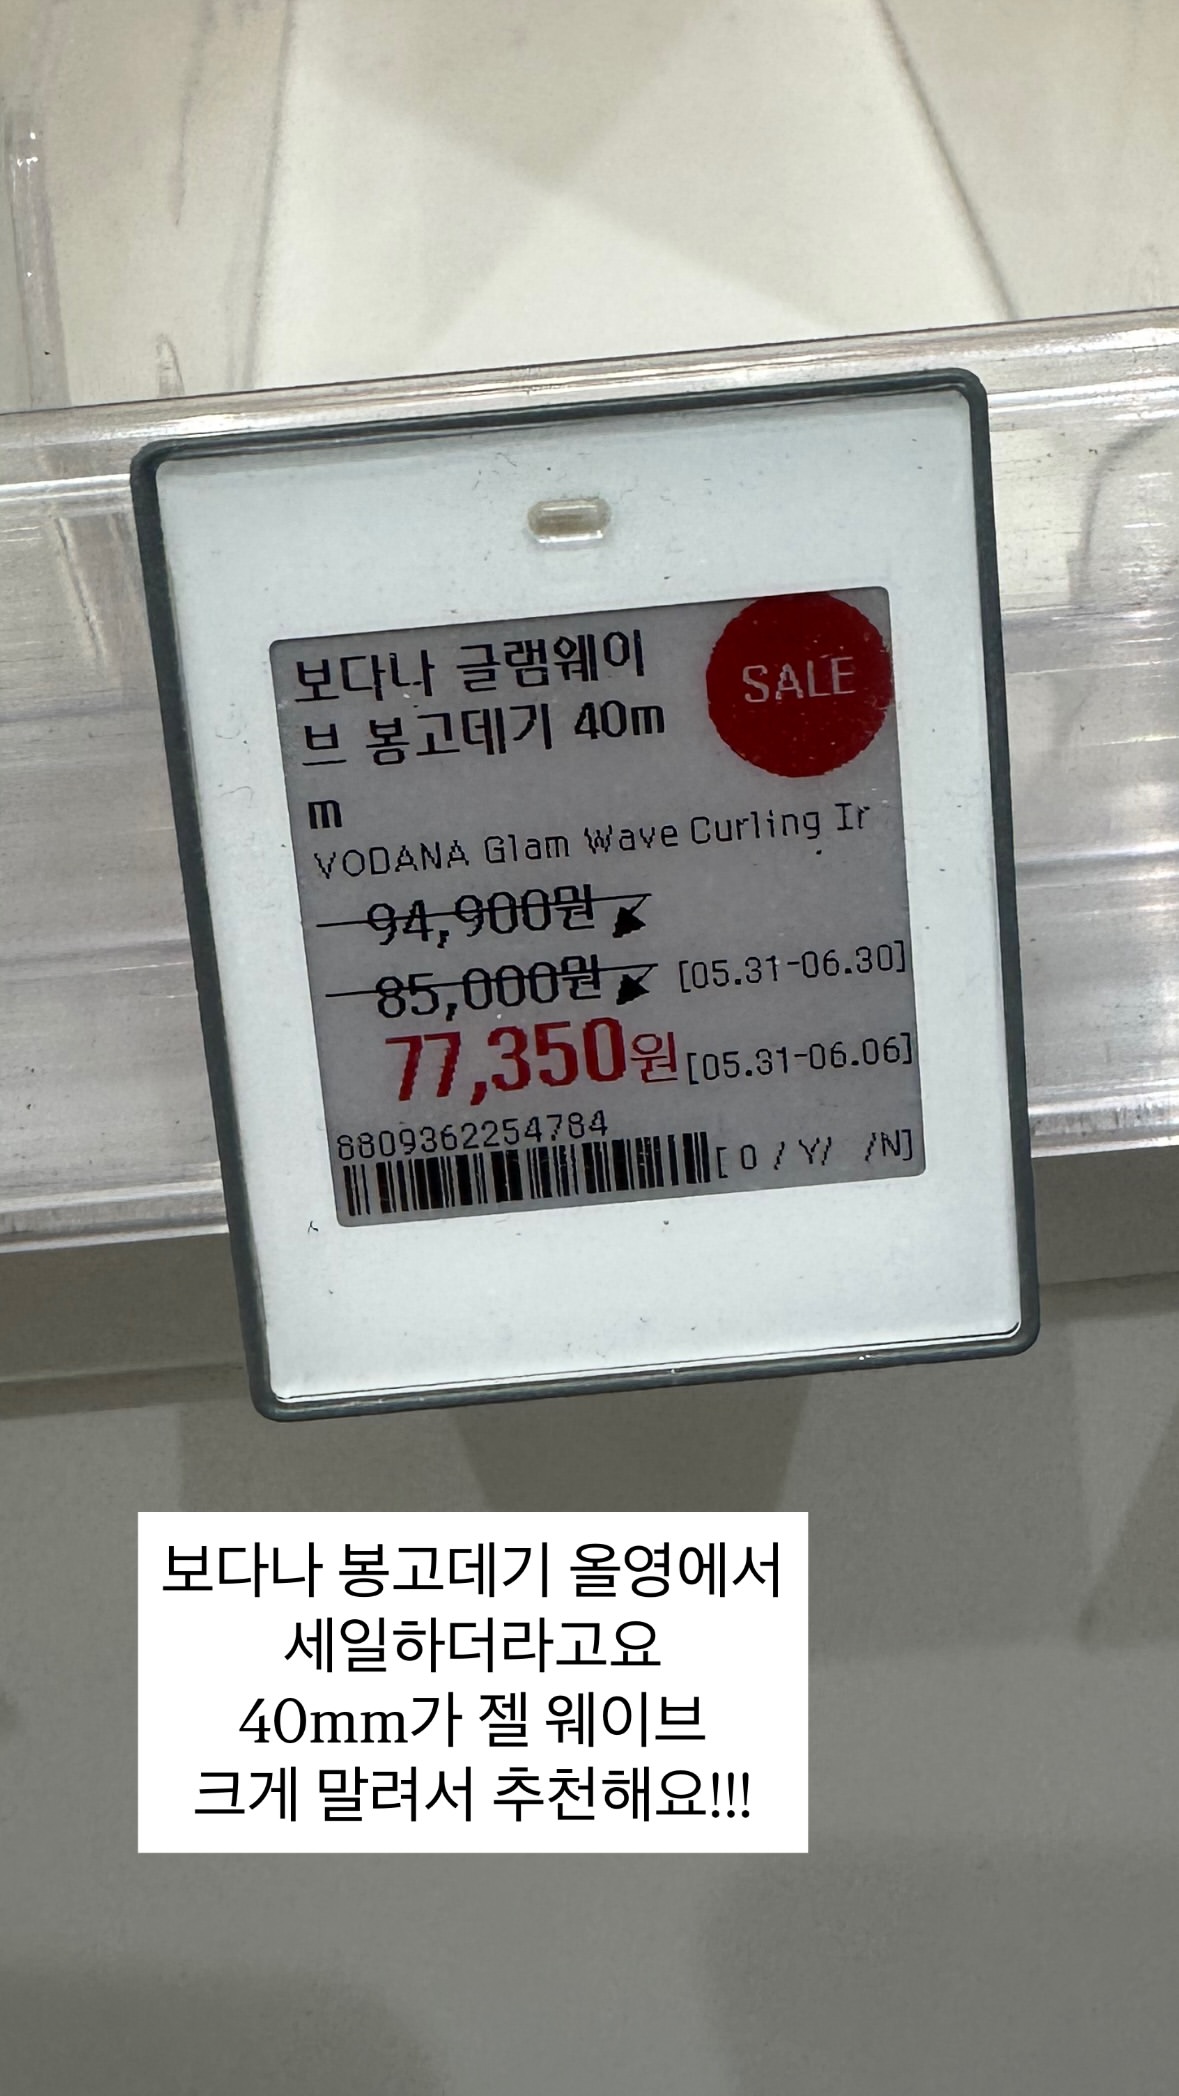 보다나 글램웨이
SALE
브 봉고데기 40m
m
VODANA Glam Wave Curling Ir
94,900원
85,000원 [05.31-06.30]
77,350원 [05.31-06.06]
8809362254784
[ 0 / Y/ /N]
보다나 봉고데기 올영에서
세일하더라고요
40mm가 젤 웨이브
크게 말려서 추천해요!!!